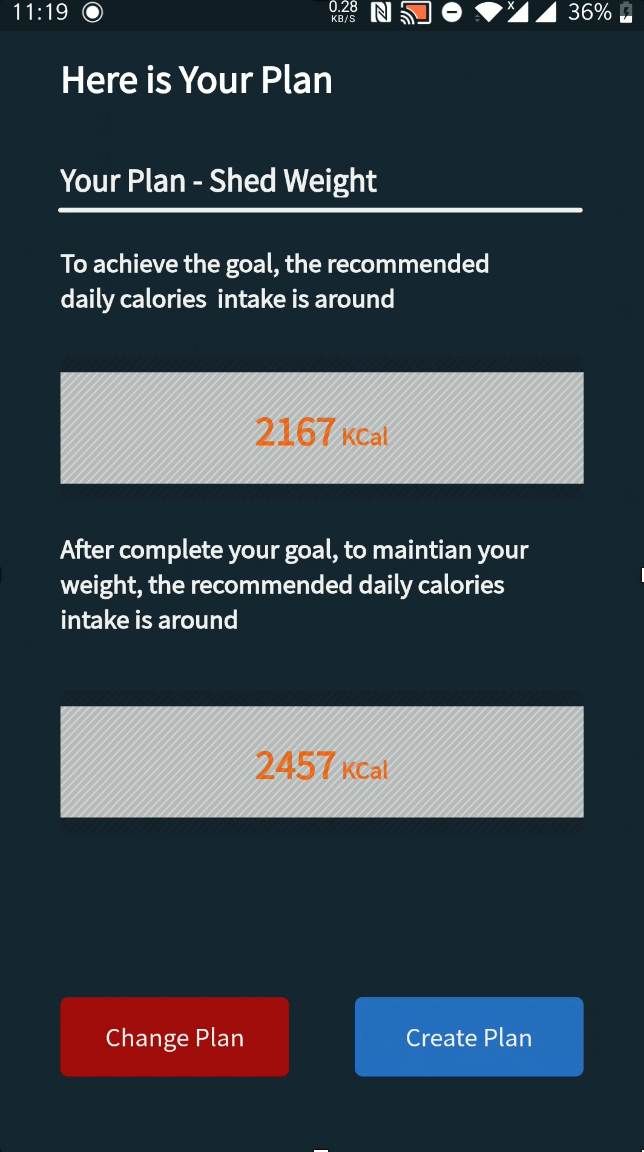 11:19 0.28 KB/S x 36%
Here is Your Plan
Your Plan - Shed Weight
To achieve the goal, the recommended
daily calories  intake is around
2167 KCal
After complete your goal, to maintian your
weight, the recommended daily calories
intake is around
2457 KCal
Change Plan Create Plan